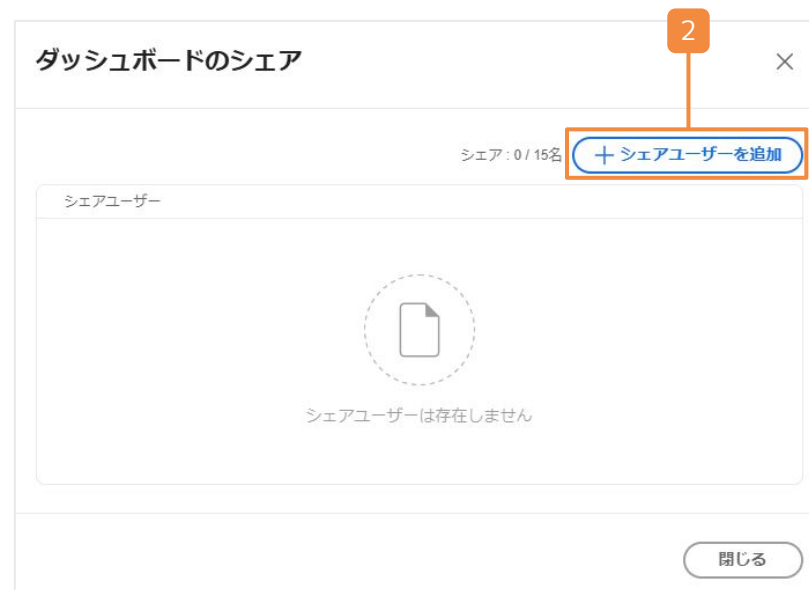 2
ダッシュボードのシェア
シェア : 0 / 15名
＋ シェアユーザーを追加
シェアユーザー
シェアユーザーは存在しません
閉じる